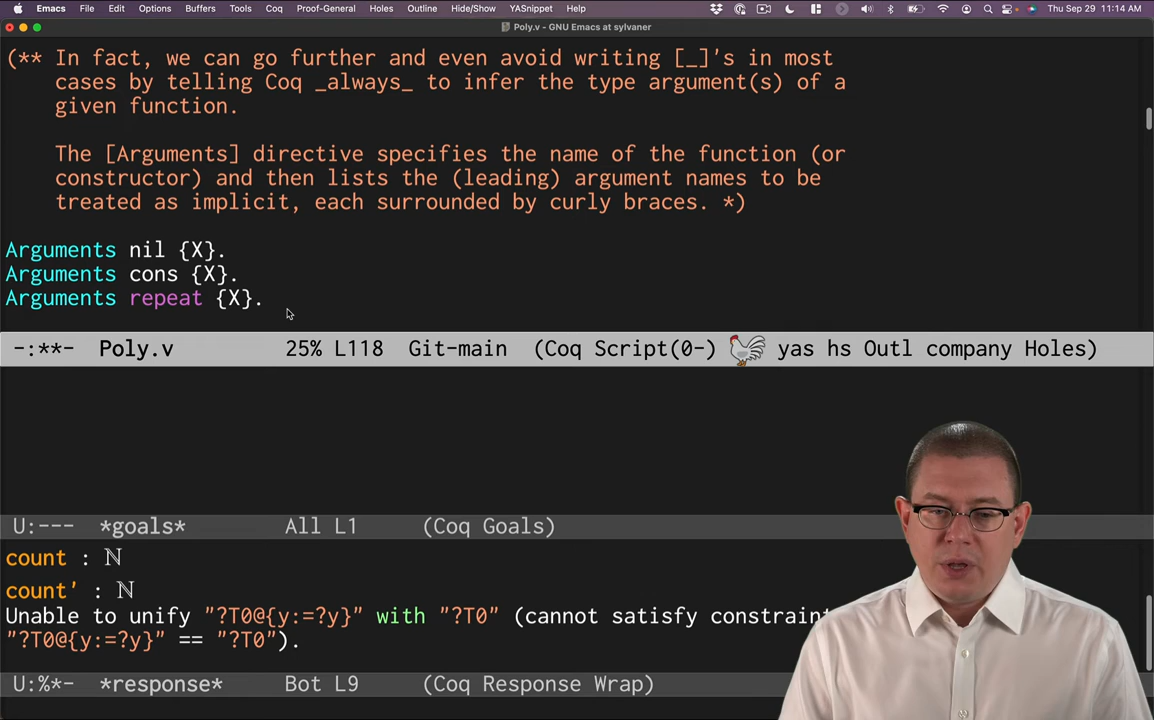 Emacs File Edit Options Buffers Tools Coq Proof-General Holes Outline Hide/Show YASnippet Help Thu Sep 29 11:14 AM
Poly.v - GNU Emacs at sylvaner
(** In fact, we can go further and even avoid writing [_]'s in most
cases by telling Coq _always_ to infer the type argument(s) of a
given function.
The [Arguments] directive specifies the name of the function (or
constructor) and then lists the (leading) argument names to be
treated as implicit, each surrounded by curly braces. *)
Arguments nil {X}.
Arguments cons {X}.
Arguments repeat {X}.
-:**- Poly.v 25% L118 Git-main (Coq Script(0-) yas hs Outl company Holes)
U:--- *goals* All L1 (Coq Goals)
count : ℕ
count' : ℕ
Unable to unify "?T0@{y:=?y}" with "?T0" (cannot satisfy constraint
"?T0@{y:=?y}" == "?T0").
U:%*- *response* Bot L9 (Coq Response Wrap)